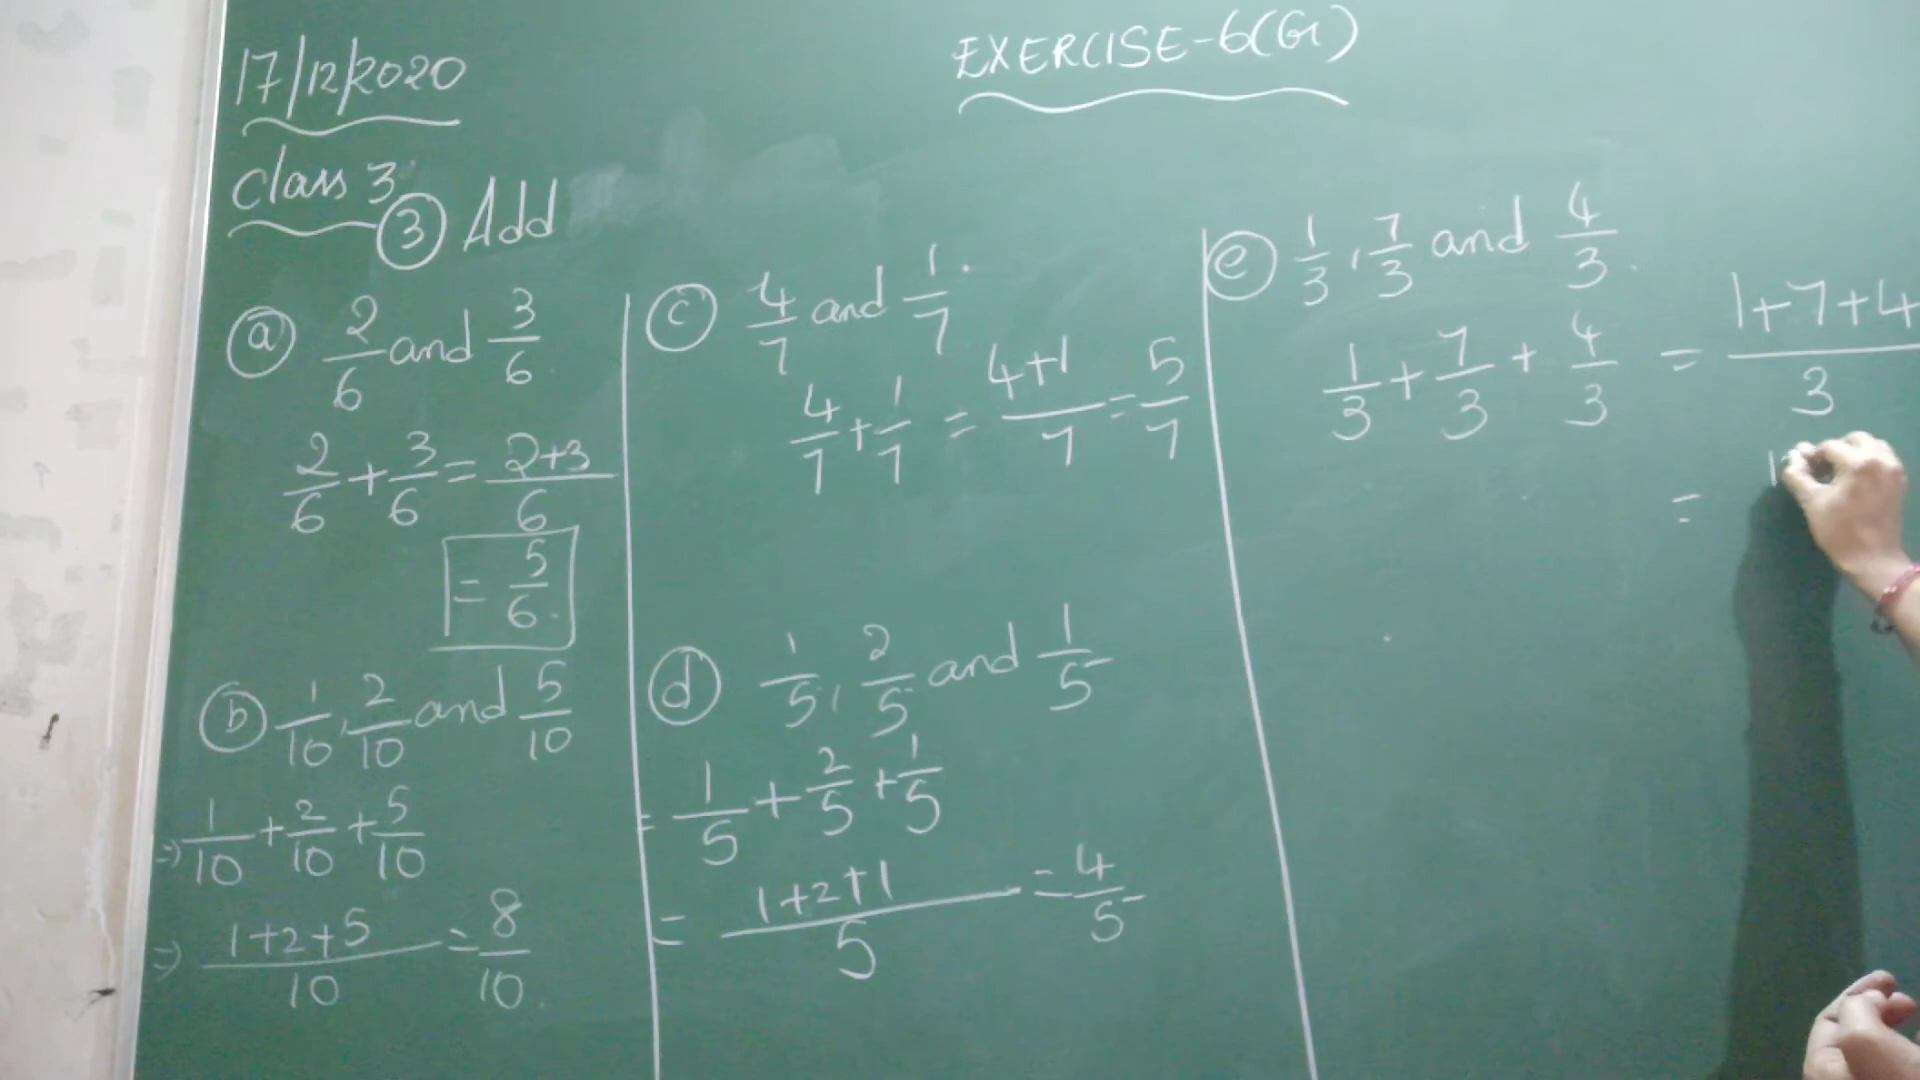 17/12/2020
EXERCISE-6(G)
Class 3
③ Add
ⓐ 2/6 and 3/6
2/6 + 3/6 = 2+3/6
= 5/6.
ⓑ 1/10, 2/10 and 5/10
⇒ 1/10 + 2/10 + 5/10
⇒ 1+2+5/10 = 8/10.
ⓒ 4/7 and 1/7.
4/7 + 1/7 = 4+1/7 = 5/7
ⓓ 1/5, 2/5 and 1/5
= 1/5 + 2/5 + 1/5
= 1+2+1/5 = 4/5
ⓔ 1/3, 7/3 and 4/3.
1/3 + 7/3 + 4/3 = 1+7+4/3
= 1